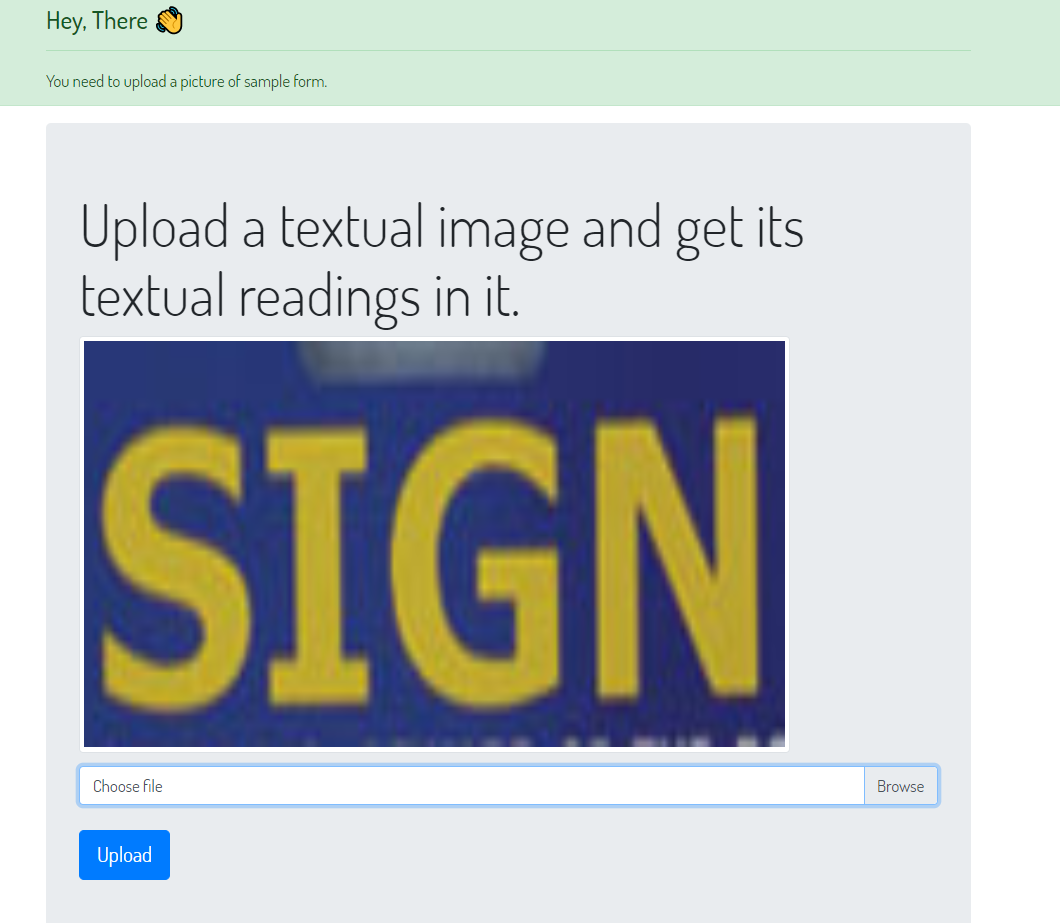 Hey, There 👋
You need to upload a picture of sample form.
Upload a textual image and get its
textual readings in it.
SIGN
Choose file
Browse
Upload